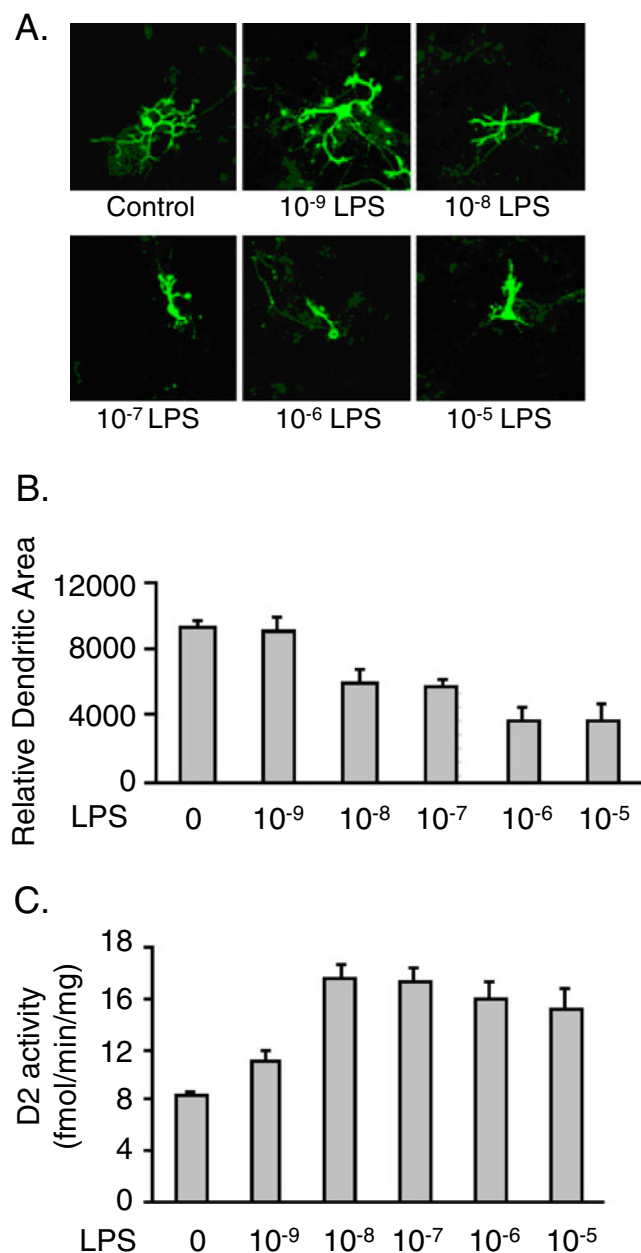 A.
Control 10⁻⁹ LPS 10⁻⁸ LPS
10⁻⁷ LPS 10⁻⁶ LPS 10⁻⁵ LPS
B.
Relative Dendritic Area
12000
8000
4000
0
LPS 0 10⁻⁹ 10⁻⁸ 10⁻⁷ 10⁻⁶ 10⁻⁵
C.
D2 activity
(fmol/min/mg)
18
16
12
8
4
0
LPS 0 10⁻⁹ 10⁻⁸ 10⁻⁷ 10⁻⁶ 10⁻⁵